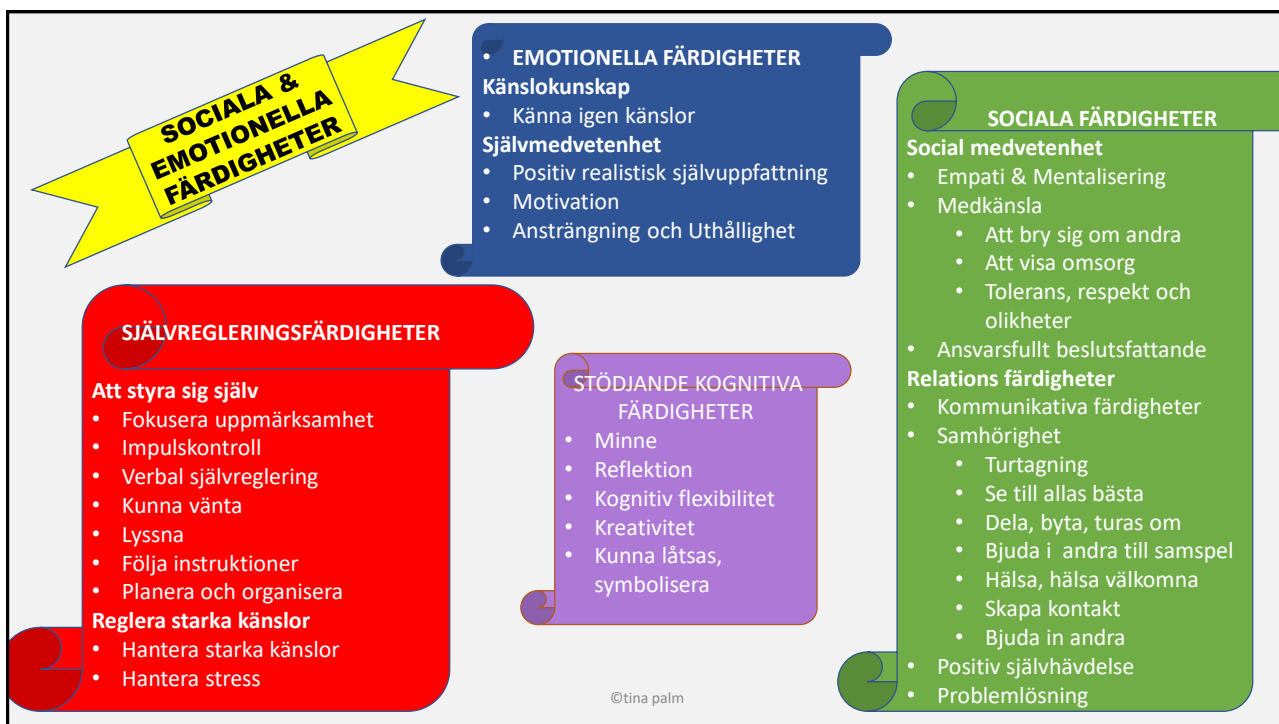 SOCIALA &
EMOTIONELLA
FÄRDIGHETER
• EMOTIONELLA FÄRDIGHETER
Känslokunskap
• Känna igen känslor
Självmedvetenhet
• Positiv realistisk självuppfattning
• Motivation
• Ansträngning och Uthållighet
SJÄLVREGLERINGSFÄRDIGHETER
Att styra sig själv
• Fokusera uppmärksamhet
• Impulskontroll
• Verbal självreglering
• Kunna vänta
• Lyssna
• Följa instruktioner
• Planera och organisera
Reglera starka känslor
• Hantera starka känslor
• Hantera stress
STÖDJANDE KOGNITIVA
FÄRDIGHETER
• Minne
• Reflektion
• Kognitiv flexibilitet
• Kreativitet
• Kunna låtsas,
symbolisera
SOCIALA FÄRDIGHETER
Social medvetenhet
• Empati & Mentalisering
• Medkänsla
• Att bry sig om andra
• Att visa omsorg
• Tolerans, respekt och
olikheter
• Ansvarsfullt beslutsfattande
Relations färdigheter
• Kommunikativa färdigheter
• Samhörighet
• Turtagning
• Se till allas bästa
• Dela, byta, turas om
• Bjuda i andra till samspel
• Hälsa, hälsa välkomna
• Skapa kontakt
• Bjuda in andra
• Positiv självhävdelse
• Problemlösning
©tina palm